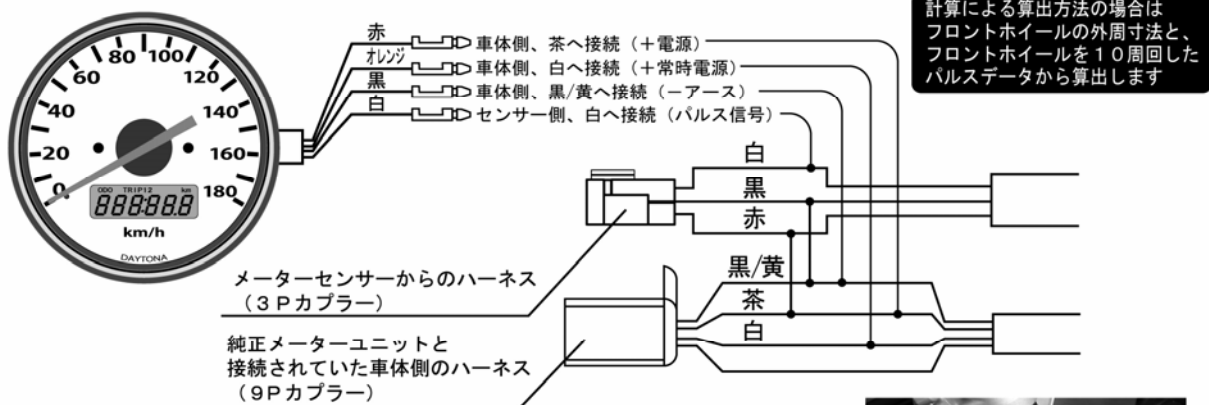 計算による算出方法の場合は
フロントホイールの外周寸法と、
フロントホイールを１０周回した
パルスデータから算出します
赤
オレンジ
黒
白
車体側、茶へ接続（＋電源）
車体側、白へ接続（＋常時電源）
車体側、黒/黄へ接続（－アース）
センサー側、白へ接続（パルス信号）
0
20
40
60
80
100
120
140
160
180
ODO TRIP12 km
888:88.8
km/h
DAYTONA
白
黒
赤
黒/黄
茶
白
メーターセンサーからのハーネス
（３Ｐカプラー）
純正メーターユニットと
接続されていた車体側のハーネス
（９Ｐカプラー）